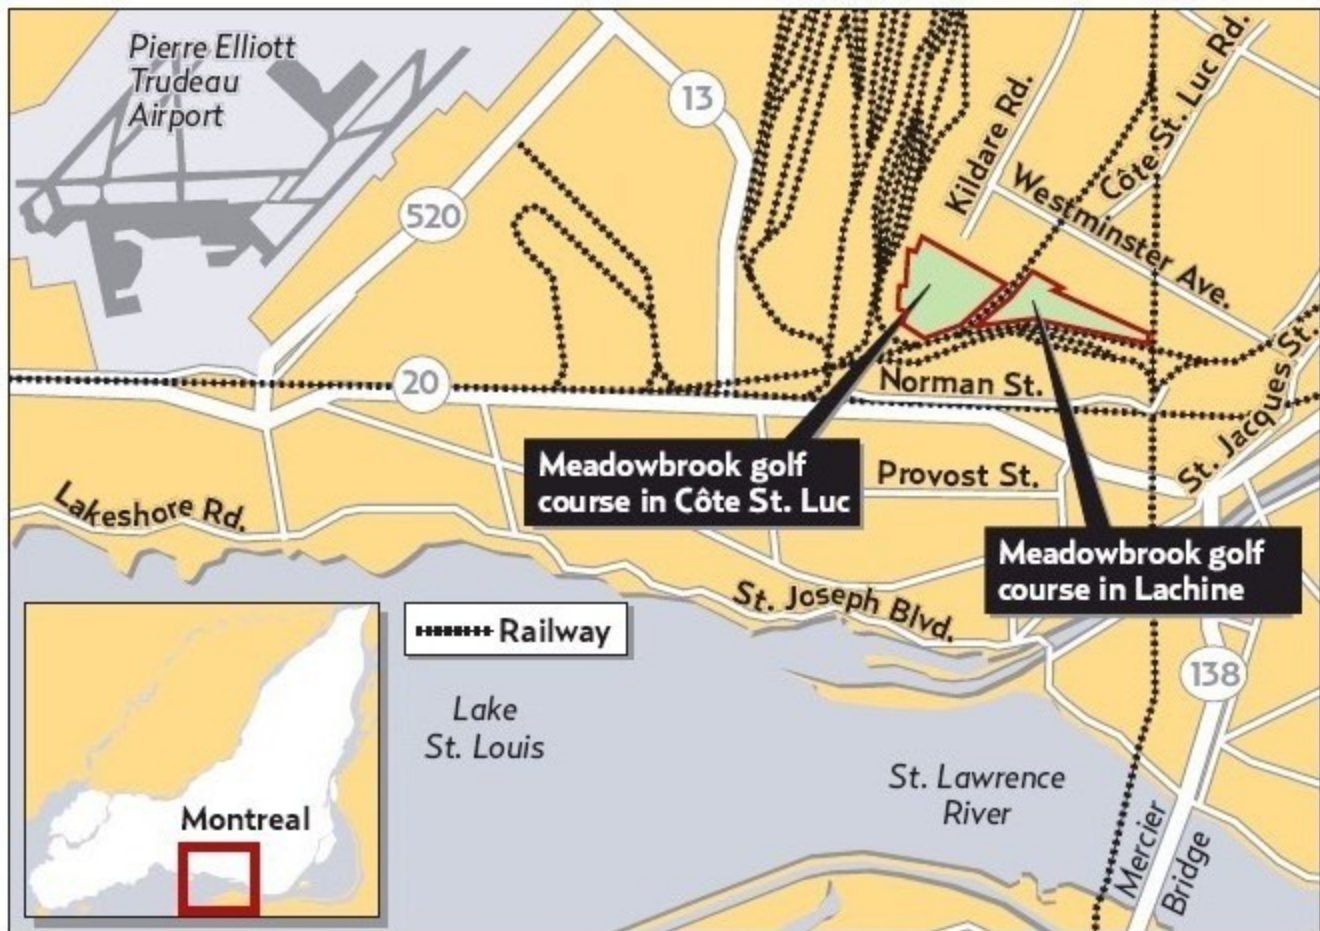 Pierre Elliott
Trudeau
Airport
13
Kildare Rd.
Côte St. Luc Rd.
Westminster Ave.
520
20
Norman St.
St. Jacques St.
Meadowbrook golf
course in Côte St. Luc
Provost St.
Lakeshore Rd.
Meadowbrook golf
course in Lachine
St. Joseph Blvd.
Railway
138
Lake
St. Louis
St. Lawrence
River
Montreal
Mercier
Bridge